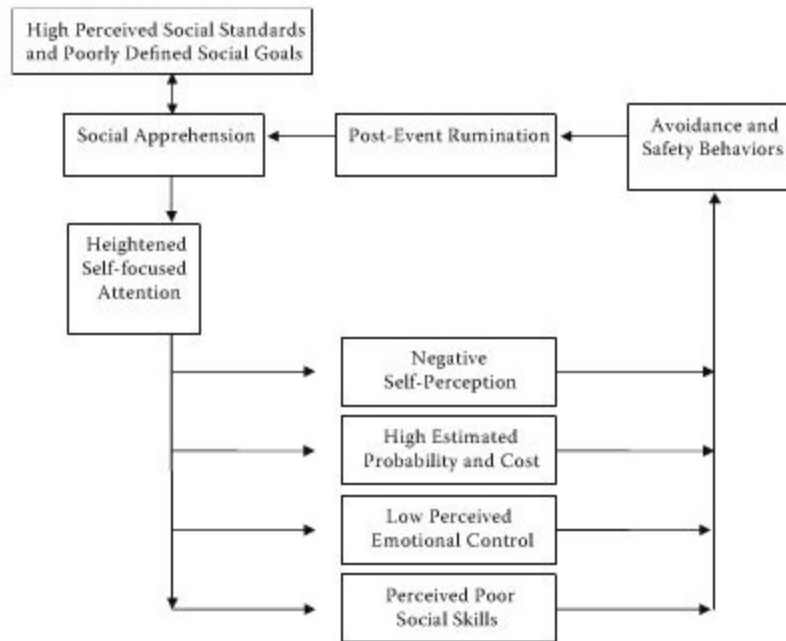 High Perceived Social Standards
and Poorly Defined Social Goals
Social Apprehension
Post-Event Rumination
Avoidance and
Safety Behaviors
Heightened
Self-focused
Attention
Negative
Self-Perception
High Estimated
Probability and Cost
Low Perceived
Emotional Control
Perceived Poor
Social Skills